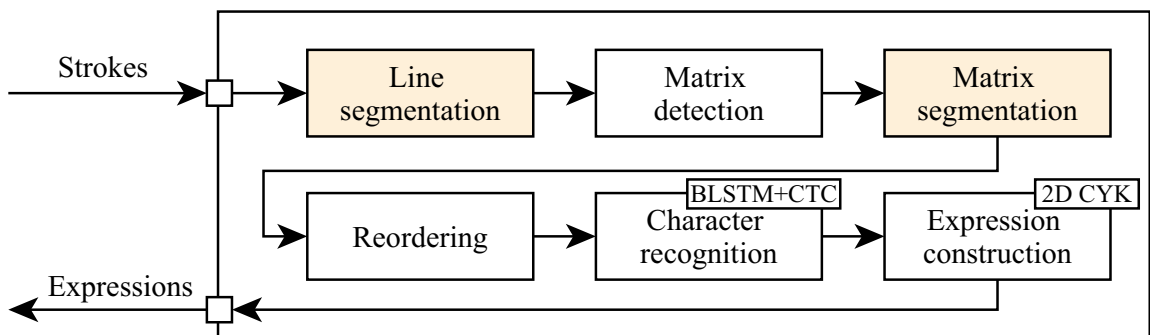 Strokes
Line
segmentation
Matrix
detection
Matrix
segmentation
Reordering
BLSTM+CTC
Character
recognition
2D CYK
Expression
construction
Expressions